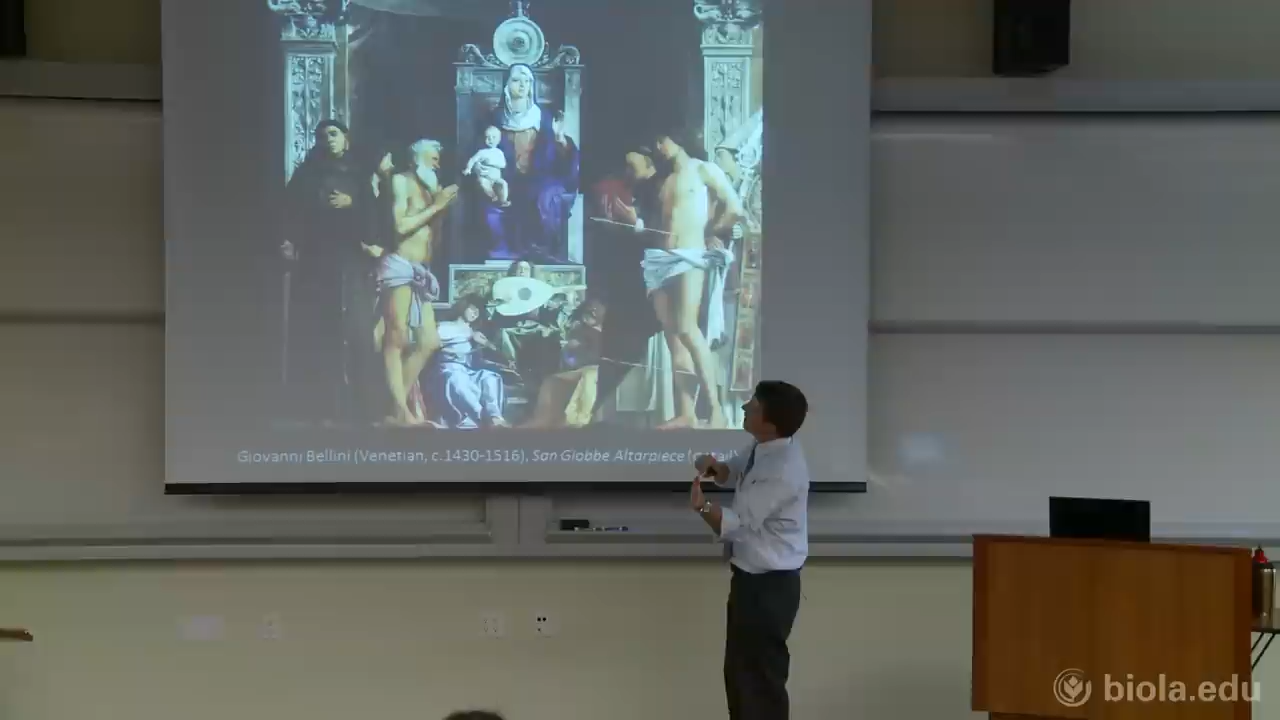 Giovanni Bellini (Venetian, c.1430-1516), San Giobbe Altarpiece
biola.edu